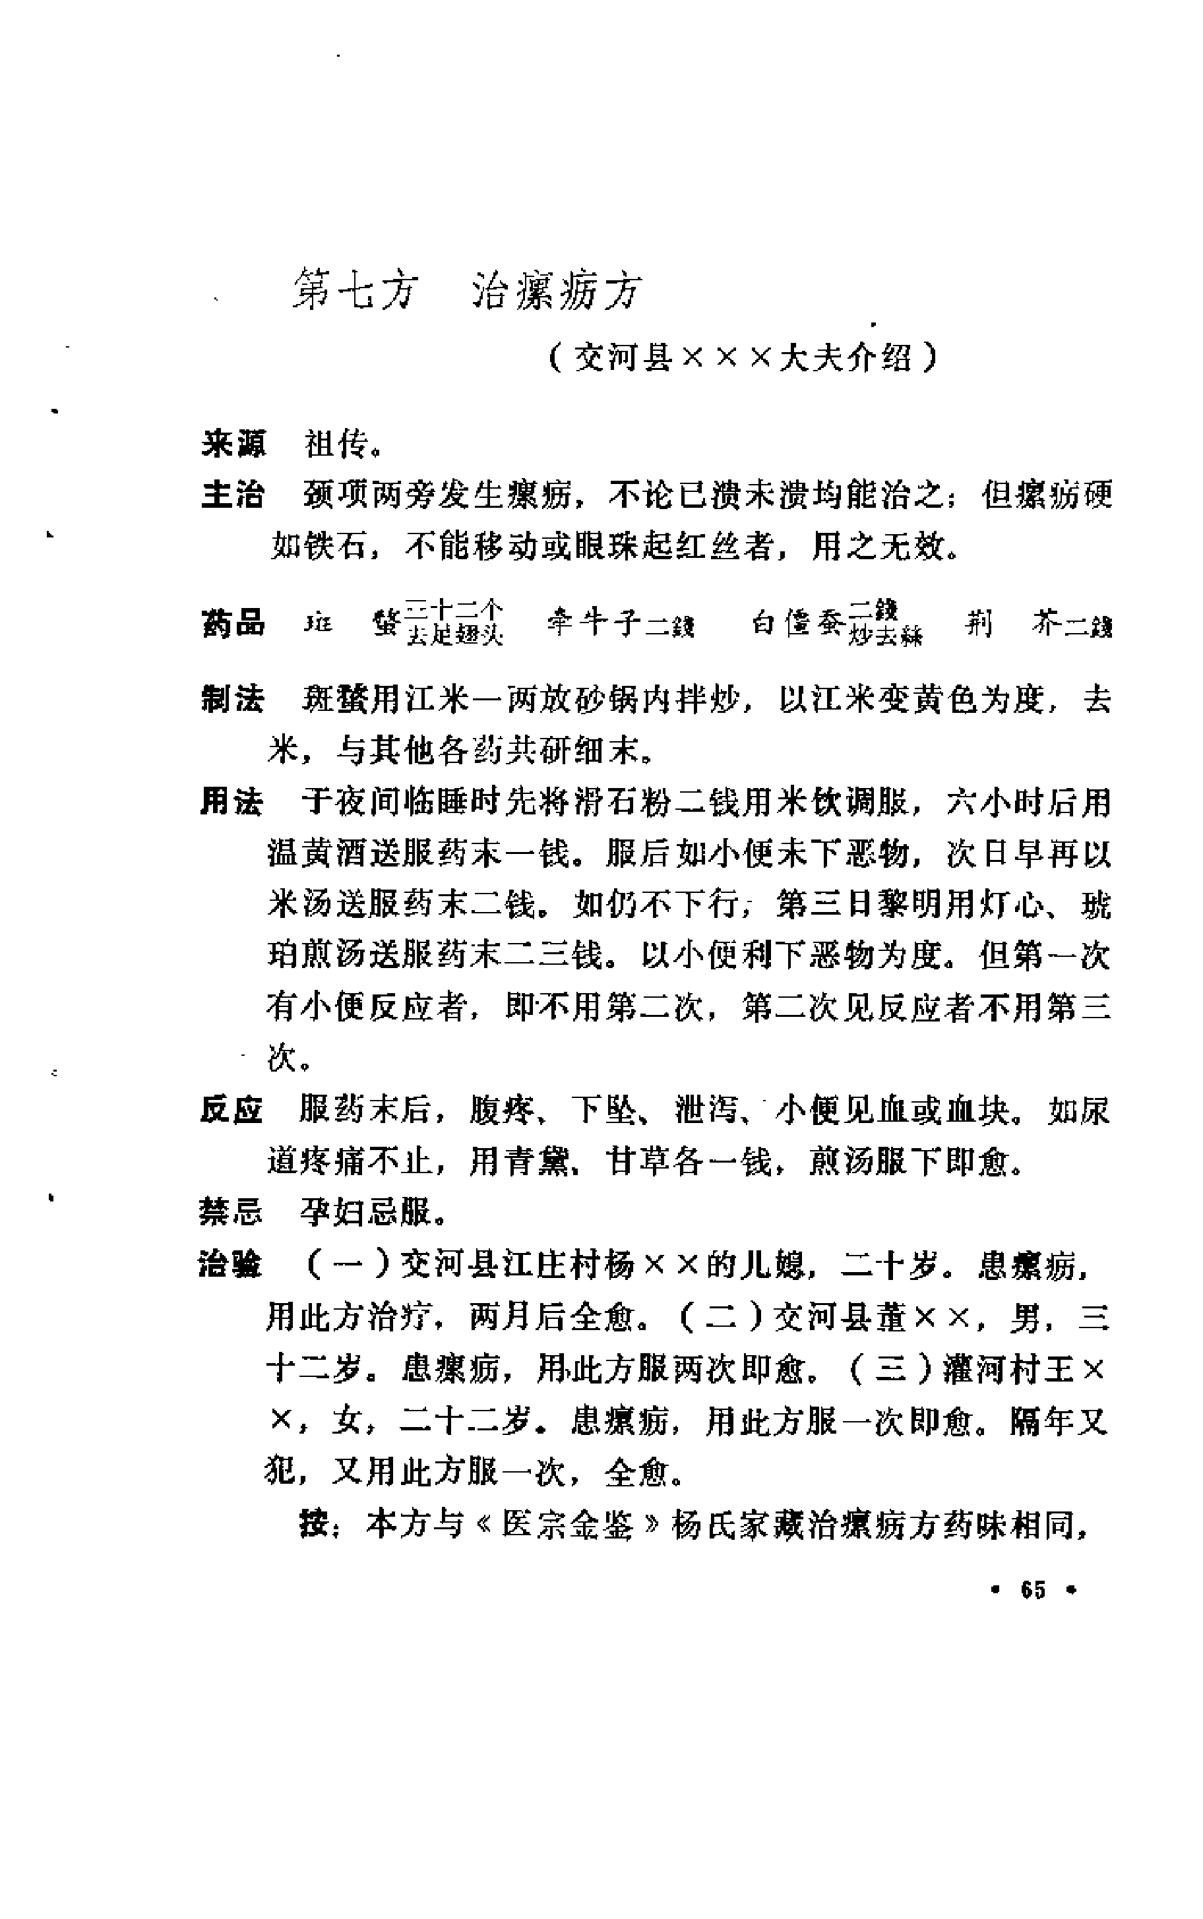 第七方　治瘰疬方
（交河县×××大夫介绍）
来源　祖传。
主治　颈项两旁发生瘰疬，不论已溃未溃均能治之；但瘰疬硬
如铁石，不能移动或眼珠起红丝者，用之无效。
药品　斑　蝥三十二个去足翅头　牵牛子二錢　白僵蚕二錢炒去絲　荆　芥二錢
制法　斑蝥用江米一两放砂锅内拌炒，以江米变黄色为度，去
米，与其他各药共研细末。
用法　于夜间临睡时先将滑石粉二钱用米饮调服，六小时后用
温黄酒送服药末一钱。服后如小便未下恶物，次日早再以
米汤送服药末二钱。如仍不下行，第三日黎明用灯心、琥
珀煎汤送服药末二三钱。以小便利下恶物为度。但第一次
有小便反应者，即不用第二次，第二次见反应者不用第三
次。
反应　服药末后，腹疼、下坠、泄泻、小便见血或血块。如尿
道疼痛不止，用青黛、甘草各一钱，煎汤服下即愈。
禁忌　孕妇忌服。
治验　（一）交河县江庄村杨××的儿媳，二十岁。患瘰疬，
用此方治疗，两月后全愈。（二）交河县董××，男，三
十二岁。患瘰疬，用此方服两次即愈。（三）灌河村王×
×，女，二十二岁。患瘰疬，用此方服一次即愈。隔年又
犯，又用此方服一次，全愈。
按：本方与《医宗金鉴》杨氏家藏治瘰疬方药味相同，
• 65 •